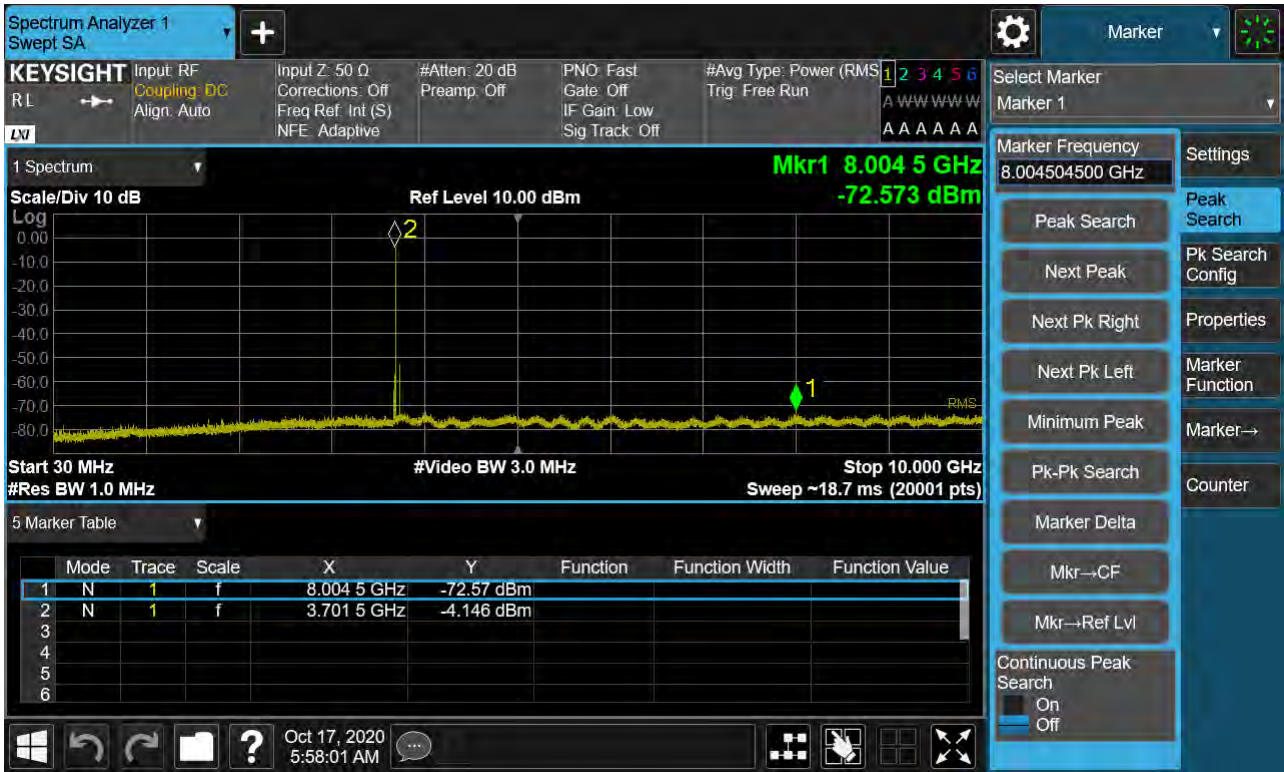 Spectrum Analyzer 1
Swept SA
+
Marker
KEYSIGHT
RL
LXI
Input: RF
Coupling: DC
Align: Auto
Input Z: 50 Ω
Corrections: Off
Freq Ref: Int (S)
NFE: Adaptive
#Atten: 20 dB
Preamp: Off
PNO: Fast
Gate: Off
IF Gain: Low
Sig Track: Off
#Avg Type: Power (RMS
Trig: Free Run
1 2 3 4 5 6
A W W W W W
A A A A A A
Select Marker
Marker 1
1 Spectrum
Mkr1 8.004 5 GHz
Scale/Div 10 dB
Ref Level 10.00 dBm
-72.573 dBm
Log
0.00
-10.0
-20.0
-30.0
-40.0
-50.0
-60.0
-70.0
-80.0
2
1
RMS
Start 30 MHz
#Video BW 3.0 MHz
Stop 10.000 GHz
#Res BW 1.0 MHz
Sweep ~18.7 ms (20001 pts)
5 Marker Table
Mode Trace Scale X Y Function Function Width Function Value
1 N 1 f 8.004 5 GHz -72.57 dBm
2 N 1 f 3.701 5 GHz -4.146 dBm
3
4
5
6
Marker Frequency
8.004504500 GHz
Peak Search
Next Peak
Next Pk Right
Next Pk Left
Minimum Peak
Pk-Pk Search
Marker Delta
Mkr→CF
Mkr→Ref Lvl
Continuous Peak
Search
On
Off
Settings
Peak
Search
Pk Search
Config
Properties
Marker
Function
Marker→
Counter
?
Oct 17, 2020
5:58:01 AM